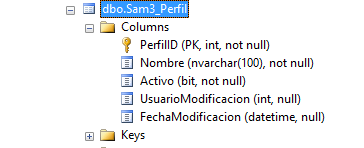 dbo.Sam3_Perfil
Columns
PerfilID (PK, int, not null)
Nombre (nvarchar(100), not null)
Activo (bit, not null)
UsuarioModificacion (int, null)
FechaModificacion (datetime, null)
Keys